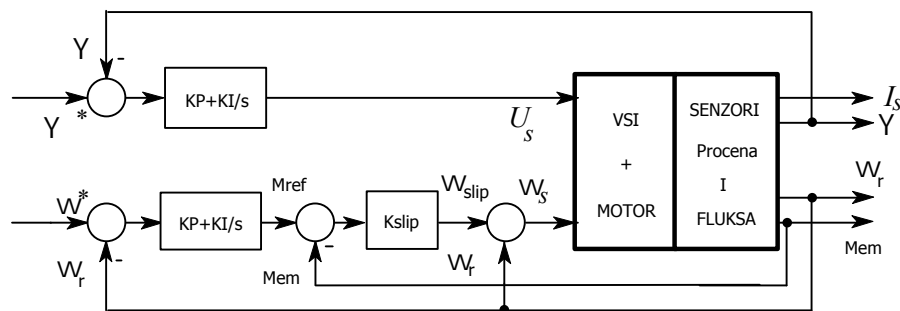 Y
-
Y
*
KP+KI/s
U_s
VSI
+
MOTOR
SENZORI
Procena
I
FLUKSA
I_s
Y
W*
W_r
-
KP+KI/s
Mref
-
Mem
Kslip
W_slip
W_r
W_s
W_r
Mem